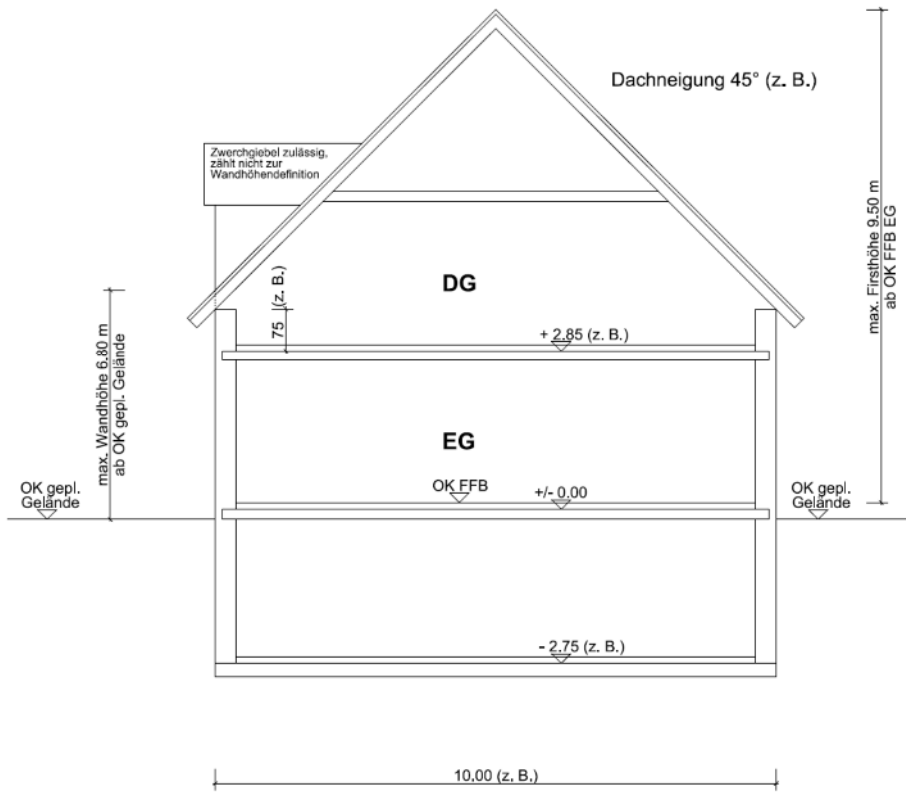 Dachneigung 45° (z. B.)
Zwerchgiebel zulässig,
zählt nicht zur
Wandhöhendefinition
max. Firsthöhe 9.50 m
ab OK FFB EG
DG
75 (z. B.)
+ 2.85 (z. B.)
max. Wandhöhe 6.80 m
ab OK gepl. Gelände
EG
OK gepl.
Gelände
OK FFB
+/- 0.00
OK gepl.
Gelände
- 2.75 (z. B.)
10.00 (z. B.)